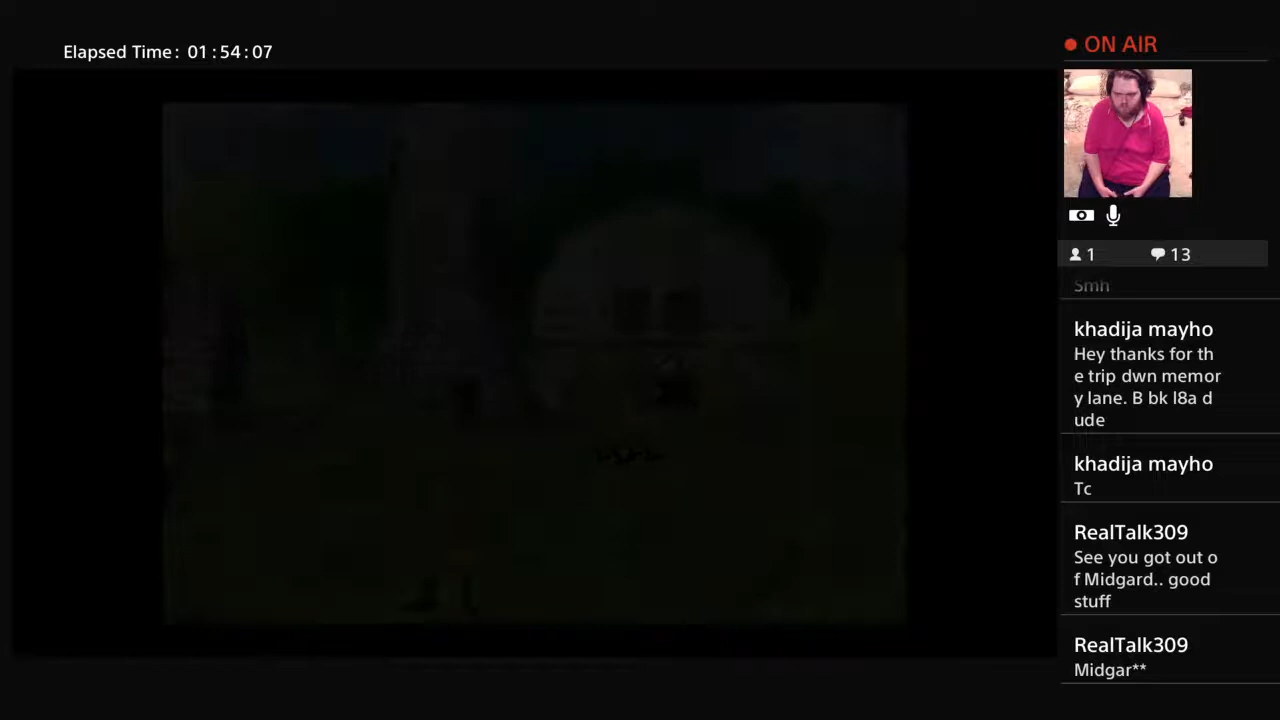 Elapsed Time: 01:54:07
ON AIR
1 13
Smh
khadija mayho
Hey thanks for th
e trip dwn memor
y lane. B bk l8a d
ude
khadija mayho
Tc
RealTalk309
See you got out o
f Midgard.. good
stuff
RealTalk309
Midgar**